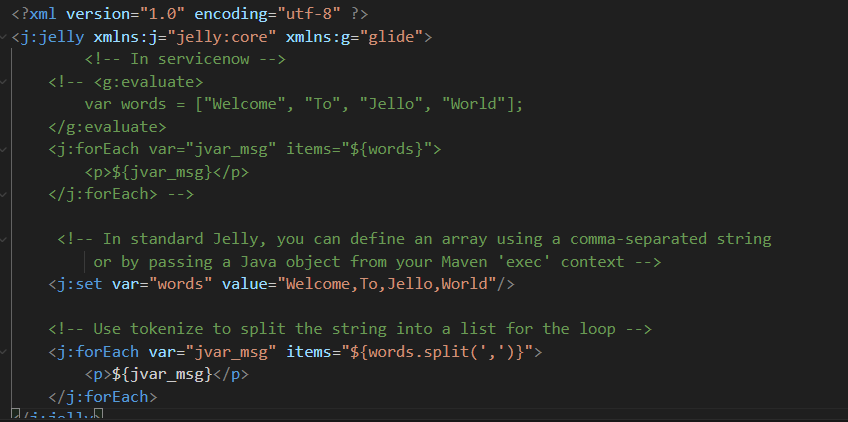 <?xml version="1.0" encoding="utf-8" ?>
<j:jelly xmlns:j="jelly:core" xmlns:g="glide">
<!-- In servicenow -->
<!-- <g:evaluate>
var words = ["Welcome", "To", "Jello", "World"];
</g:evaluate>
<j:forEach var="jvar_msg" items="${words}">
<p>${jvar_msg}</p>
</j:forEach> -->
<!-- In standard Jelly, you can define an array using a comma-separated string
or by passing a Java object from your Maven 'exec' context -->
<j:set var="words" value="Welcome,To,Jello,World"/>
<!-- Use tokenize to split the string into a list for the loop -->
<j:forEach var="jvar_msg" items="${words.split(',')}">
<p>${jvar_msg}</p>
</j:forEach>
</j:jelly>